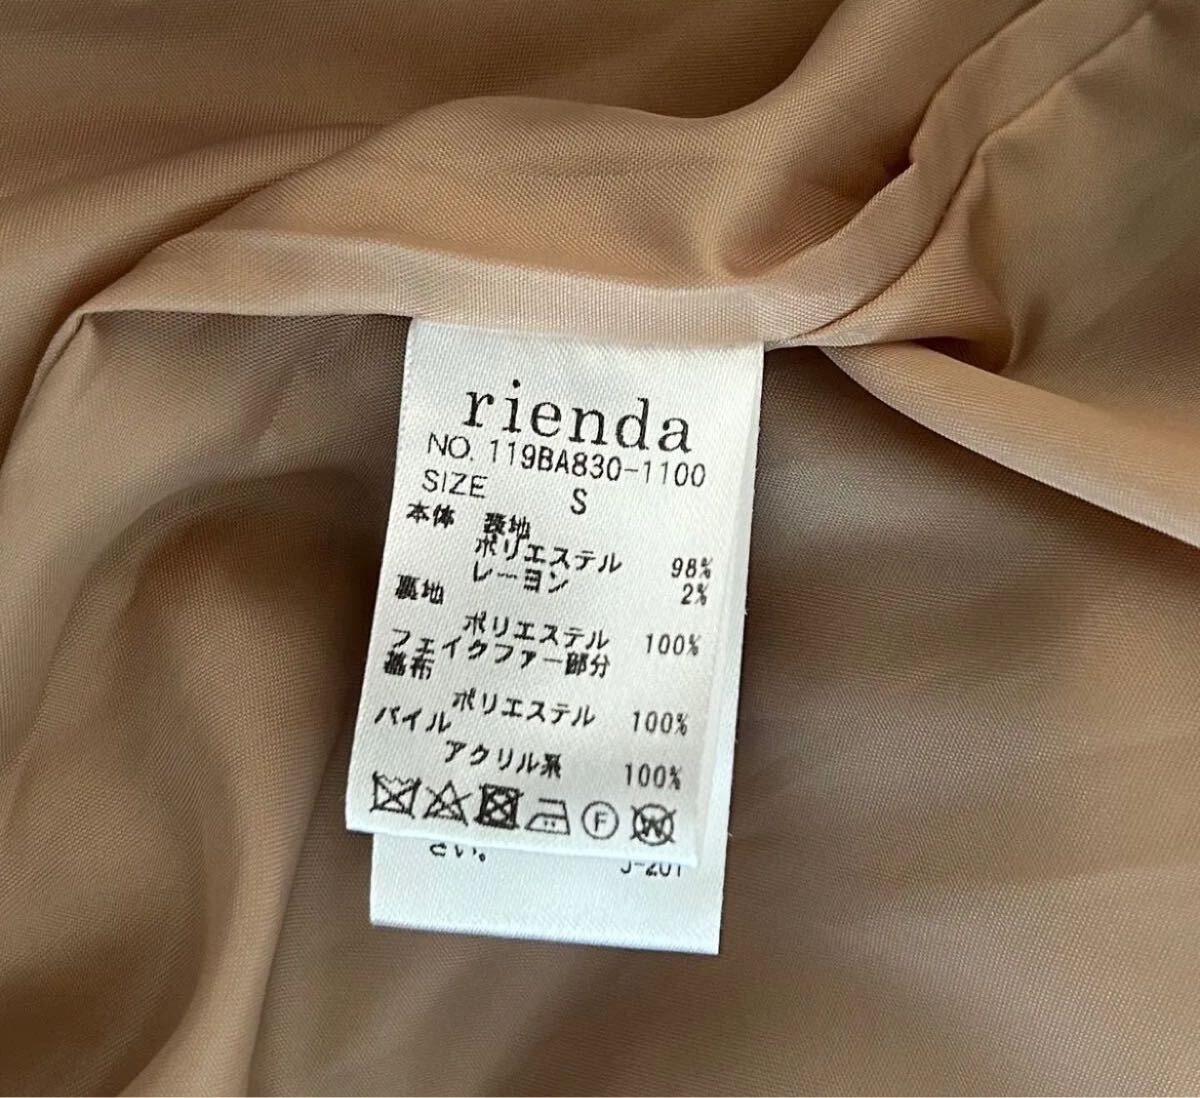 rienda
NO. 119BA830-1100
SIZE S
本体 表地
ポリエステル 98%
レーヨン 2%
裏地
ポリエステル 100%
フェイクファー部分
基布
ポリエステル 100%
パイル
アクリル系 100%
F W
さい。 J-201